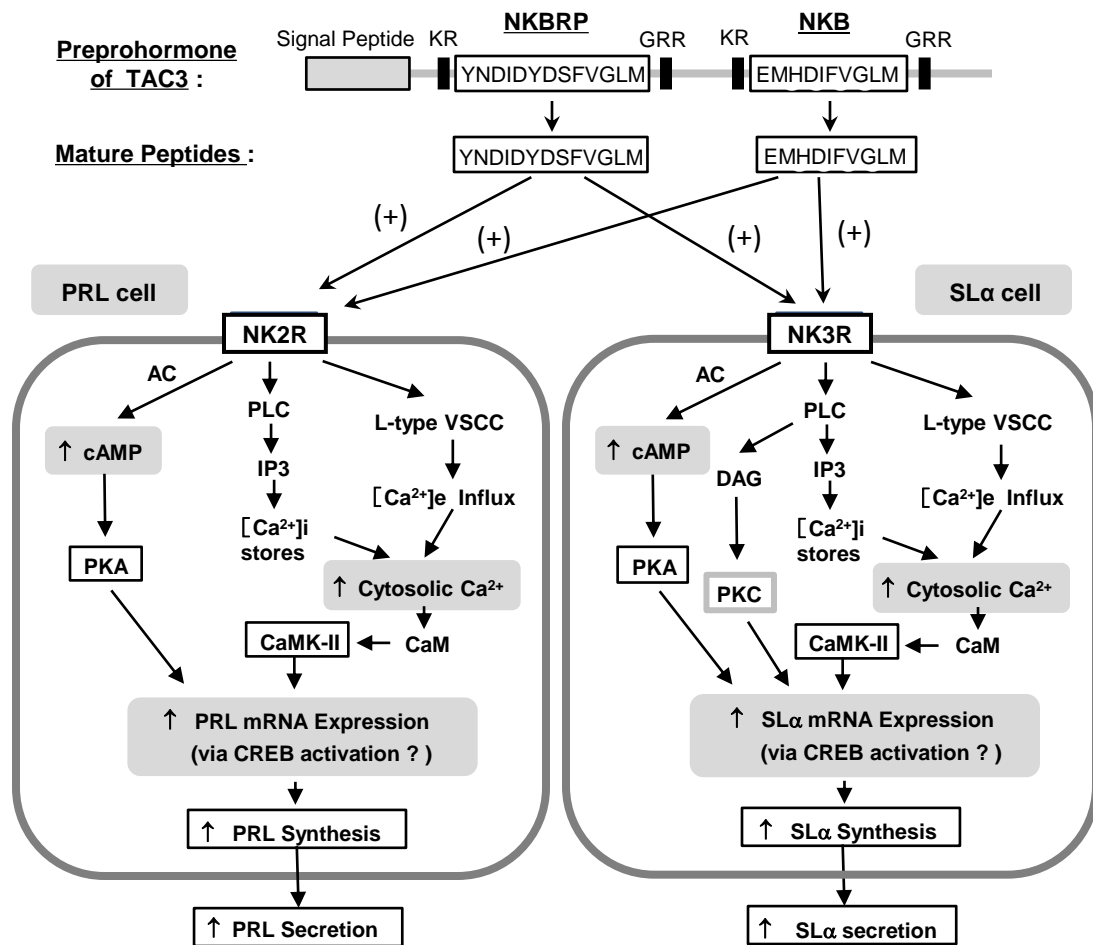 NKBRP
NKB
Signal Peptide
KR
GRR
KR
GRR
Preprohormone
of TAC3 :
YNDIDYDSFVGLM
EMHDIFVGLM
Mature Peptides :
YNDIDYDSFVGLM
EMHDIFVGLM
(+)
(+)
(+)
(+)
PRL cell
SLα cell
NK2R
AC
PLC
L-type VSCC
↑ cAMP
IP3
[Ca²⁺]e Influx
[Ca²⁺]i
stores
PKA
↑ Cytosolic Ca²⁺
CaMK-II
CaM
↑ PRL mRNA Expression
(via CREB activation ? )
↑ PRL Synthesis
↑ PRL Secretion
NK3R
AC
PLC
L-type VSCC
↑ cAMP
DAG
IP3
[Ca²⁺]e Influx
[Ca²⁺]i
stores
PKA
PKC
↑ Cytosolic Ca²⁺
CaMK-II
CaM
↑ SLα mRNA Expression
(via CREB activation ? )
↑ SLα Synthesis
↑ SLα secretion